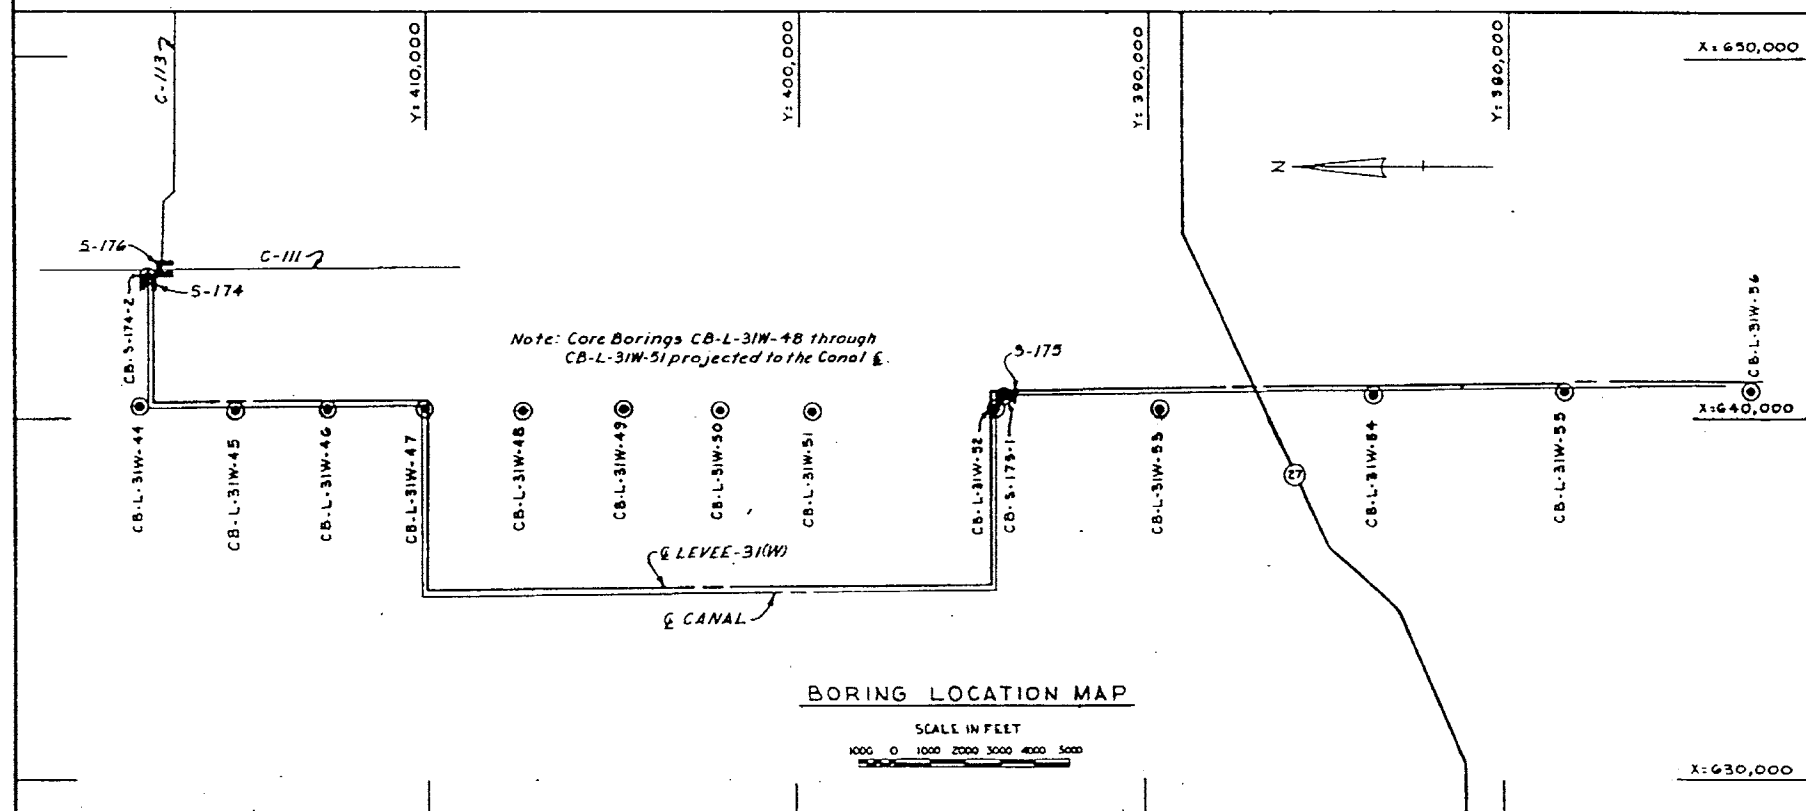 C-113
Y: 410,000
Y: 400,000
Y: 390,000
Y: 380,000
X: 650,000
N
S-176
C-111
S-174
CB-S-174-2
Note: Core Borings CB-L-31W-48 through
CB-L-31W-51 projected to the Canal ℄.
S-175
CB-L-31W-56
X: 640,000
CB-L-31W-44
CB-L-31W-45
CB-L-31W-46
CB-L-31W-47
CB-L-31W-48
CB-L-31W-49
CB-L-31W-50
CB-L-31W-51
CB-L-31W-52
CB-S-175-1
CB-L-31W-53
27
CB-L-31W-54
CB-L-31W-55
℄ LEVEE-31(W)
℄ CANAL
BORING LOCATION MAP
SCALE IN FEET
1000 0 1000 2000 3000 4000 5000
X: 630,000